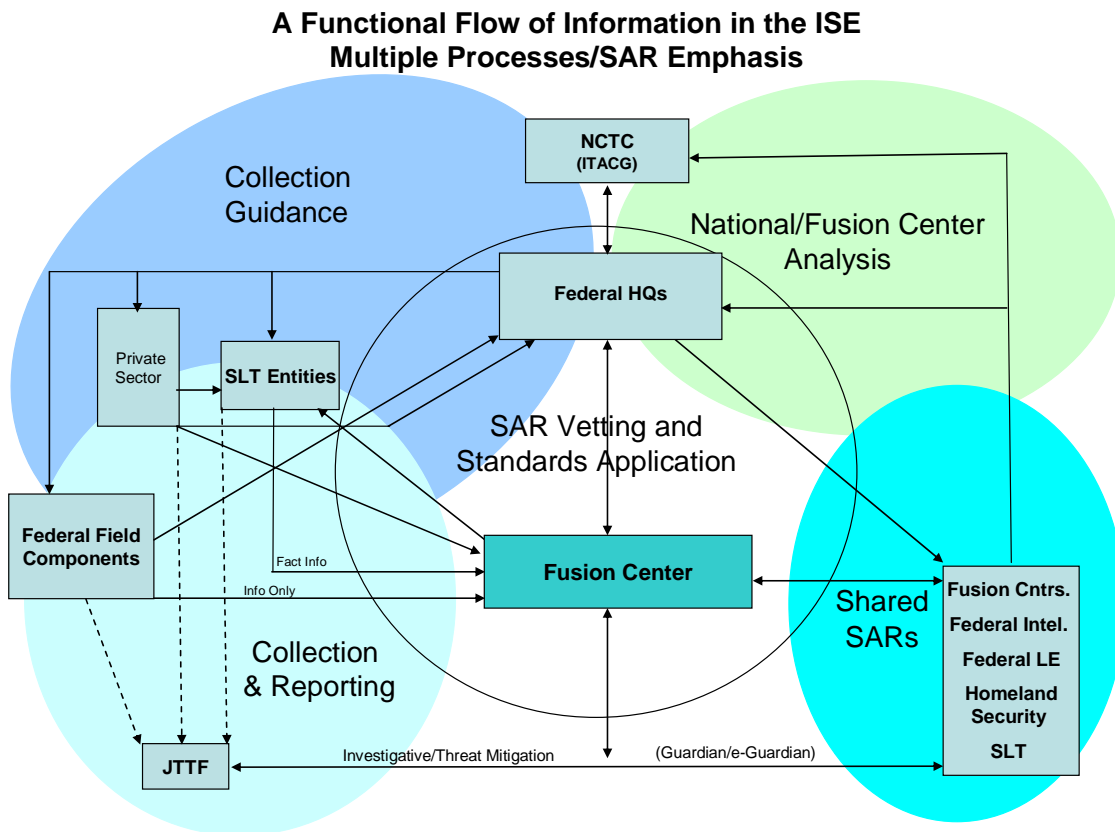 A Functional Flow of Information in the ISE
Multiple Processes/SAR Emphasis
NCTC
(ITACG)
Collection
Guidance
National/Fusion Center
Analysis
Federal HQs
Private
Sector
SLT Entities
SAR Vetting and
Standards Application
Federal Field
Components
Fact Info
Info Only
Fusion Center
Shared
SARs
Fusion Cntrs.
Federal Intel.
Federal LE
Homeland
Security
SLT
Collection
& Reporting
JTTF
Investigative/Threat Mitigation
(Guardian/e-Guardian)